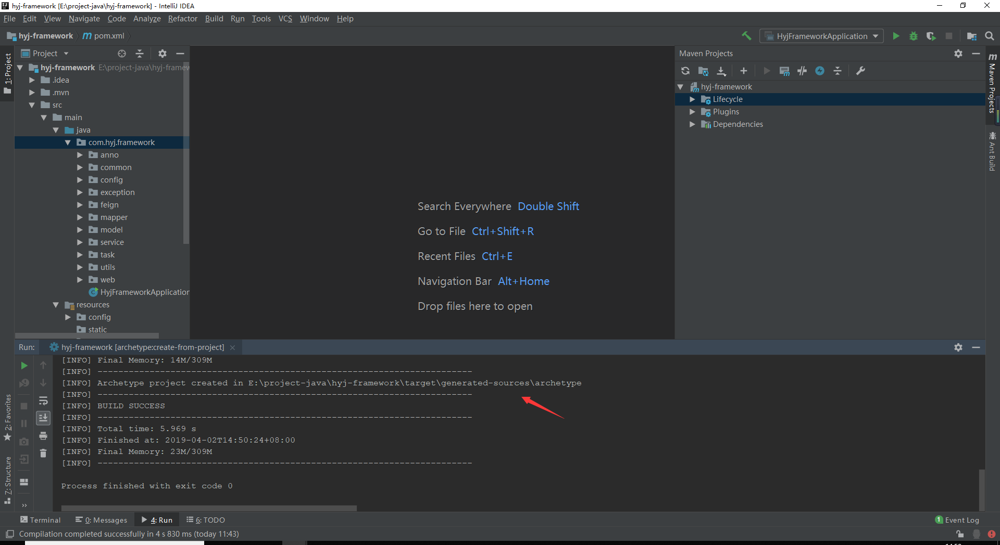 hyj-framework [E:\project-java\hyj-framework] - IntelliJ IDEA
File Edit View Navigate Code Analyze Refactor Build Run Tools VCS Window Help
hyj-framework m pom.xml
HyjFrameworkApplication
1: Project
Project
hyj-framework E:\project-java\hyj-framew
.idea
.mvn
src
main
java
com.hyj.framework
anno
common
config
exception
feign
mapper
model
service
task
utils
web
HyjFrameworkApplication
resources
config
static
Search Everywhere Double Shift
Go to File Ctrl+Shift+R
Recent Files Ctrl+E
Navigation Bar Alt+Home
Drop files here to open
Maven Projects
hyj-framework
Lifecycle
Plugins
Dependencies
m Maven Projects
Ant Build
Run: hyj-framework [archetype:create-from-project]
[INFO] Final Memory: 14M/309M
[INFO] ------------------------------------------------------------------------
[INFO] Archetype project created in E:\project-java\hyj-framework\target\generated-sources\archetype
[INFO] ------------------------------------------------------------------------
[INFO] BUILD SUCCESS
[INFO] ------------------------------------------------------------------------
[INFO] Total time: 5.969 s
[INFO] Finished at: 2019-04-02T14:50:24+08:00
[INFO] Final Memory: 23M/309M
[INFO] ------------------------------------------------------------------------
Process finished with exit code 0
2: Favorites
7: Structure
Terminal 0: Messages 4: Run 6: TODO
1 Event Log
Compilation completed successfully in 4 s 830 ms (today 11:43)